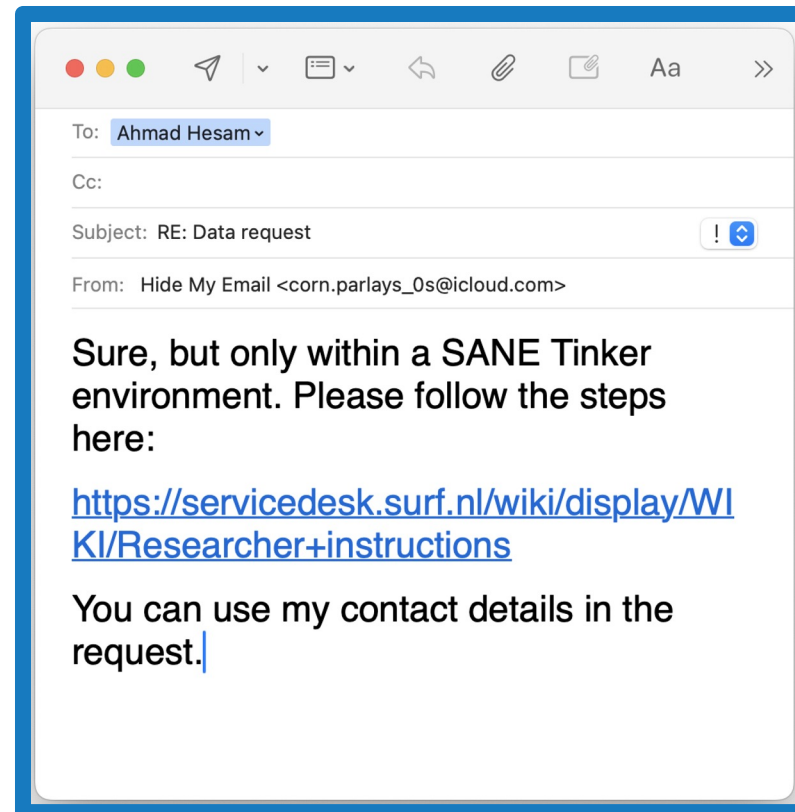 Aa
To: Ahmad Hesam
Cc:
Subject: RE: Data request !
From: Hide My Email <corn.parlays_0s@icloud.com>
Sure, but only within a SANE Tinker
environment. Please follow the steps
here:
https://servicedesk.surf.nl/wiki/display/WI
KI/Researcher+instructions
You can use my contact details in the
request.